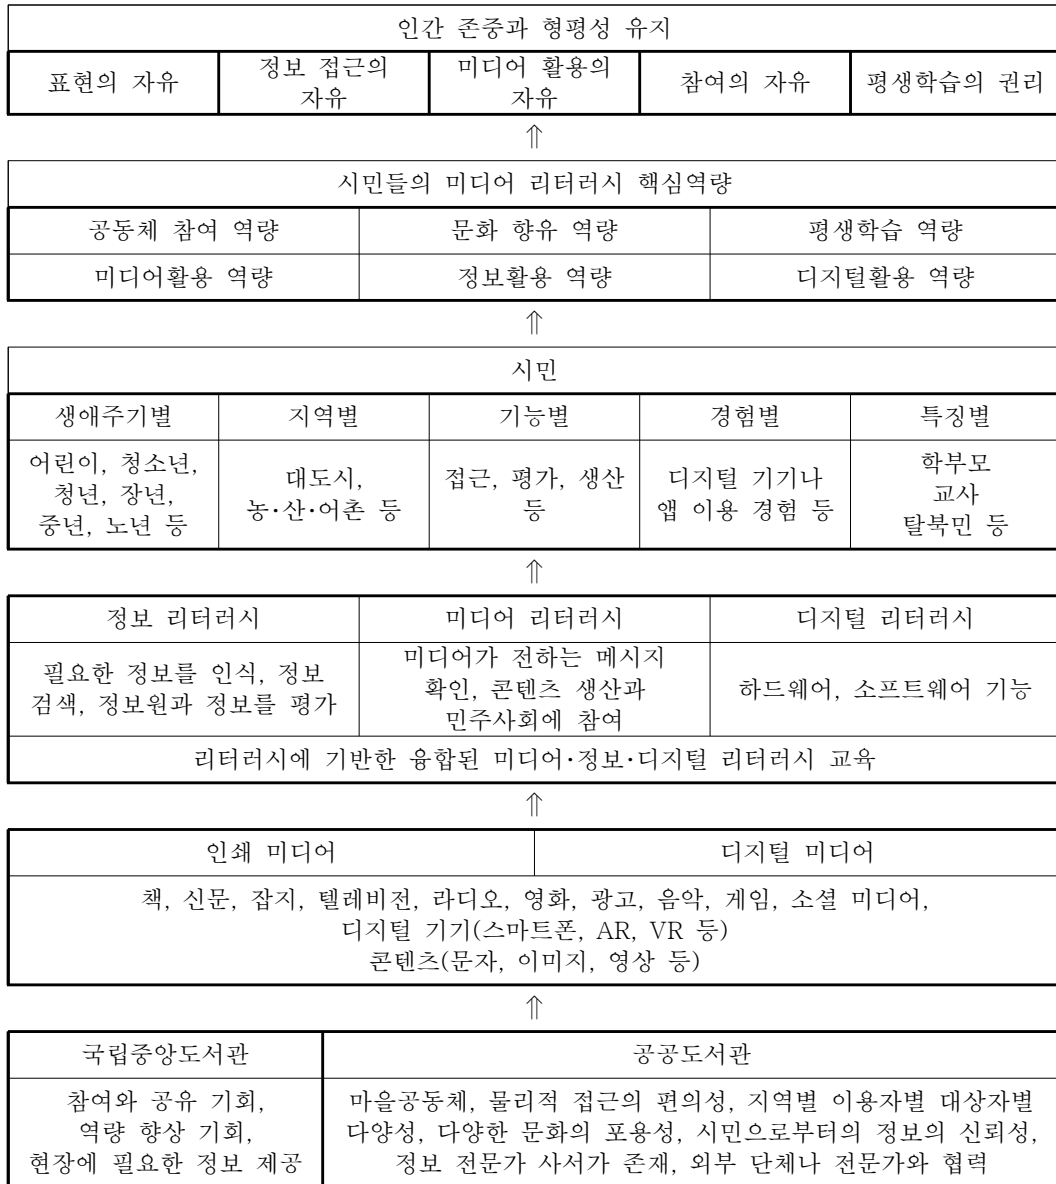 인간 존중과 형평성 유지
표현의 자유
정보 접근의
자유
미디어 활용의
자유
참여의 자유
평생학습의 권리
⇑
시민들의 미디어 리터러시 핵심역량
공동체 참여 역량
문화 향유 역량
평생학습 역량
미디어활용 역량
정보활용 역량
디지털활용 역량
⇑
시민
생애주기별
지역별
기능별
경험별
특징별
어린이, 청소년,
청년, 장년,
중년, 노년 등
대도시,
농·산·어촌 등
접근, 평가, 생산
등
디지털 기기나
앱 이용 경험 등
학부모
교사
탈북민 등
⇑
정보 리터러시
미디어 리터러시
디지털 리터러시
필요한 정보를 인식, 정보
검색, 정보원과 정보를 평가
미디어가 전하는 메시지
확인, 콘텐츠 생산과
민주사회에 참여
하드웨어, 소프트웨어 기능
리터러시에 기반한 융합된 미디어·정보·디지털 리터러시 교육
⇑
인쇄 미디어
디지털 미디어
책, 신문, 잡지, 텔레비전, 라디오, 영화, 광고, 음악, 게임, 소셜 미디어,
디지털 기기(스마트폰, AR, VR 등)
콘텐츠(문자, 이미지, 영상 등)
⇑
국립중앙도서관
공공도서관
참여와 공유 기회,
역량 향상 기회,
현장에 필요한 정보 제공
마을공동체, 물리적 접근의 편의성, 지역별 이용자별 대상자별
다양성, 다양한 문화의 포용성, 시민으로부터의 정보의 신뢰성,
정보 전문가 사서가 존재, 외부 단체나 전문가와 협력